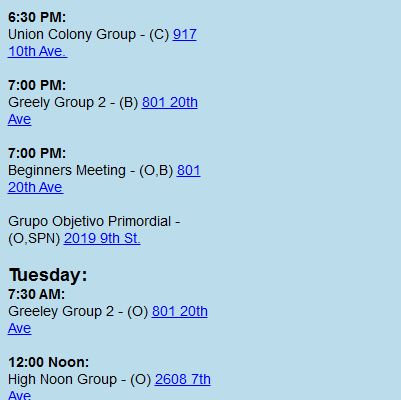 6:30 PM:
Union Colony Group - (C) 917
10th Ave.
7:00 PM:
Greely Group 2 - (B) 801 20th
Ave
7:00 PM:
Beginners Meeting - (O,B) 801
20th Ave
Grupo Objetivo Primordial -
(O,SPN) 2019 9th St.
Tuesday:
7:30 AM:
Greeley Group 2 - (O) 801 20th
Ave
12:00 Noon:
High Noon Group - (O) 2608 7th
Ave